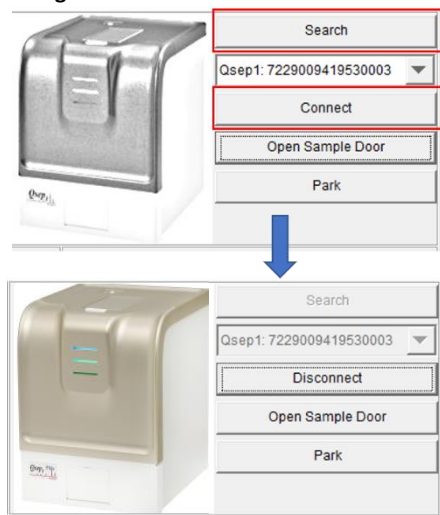 Search
Qsep1: 7229009419530003
Connect
Open Sample Door
Park
Search
Qsep1: 7229009419530003
Disconnect
Open Sample Door
Park